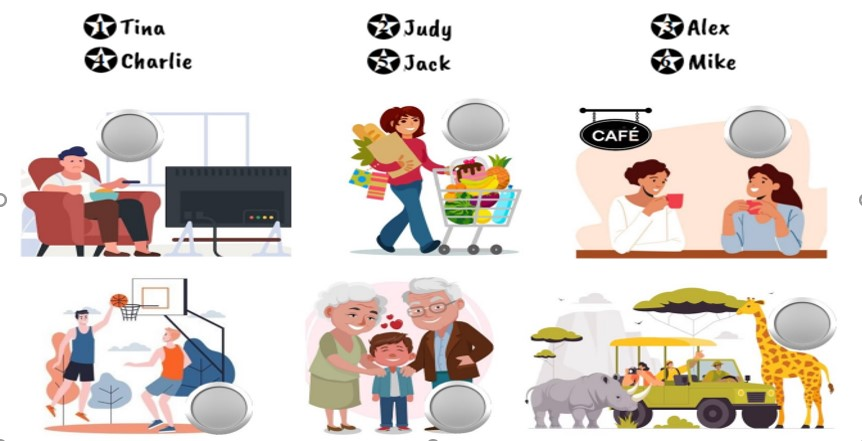 1 Tina 2 Judy 3 Alex
4 Charlie 5 Jack 6 Mike
CAFÉ